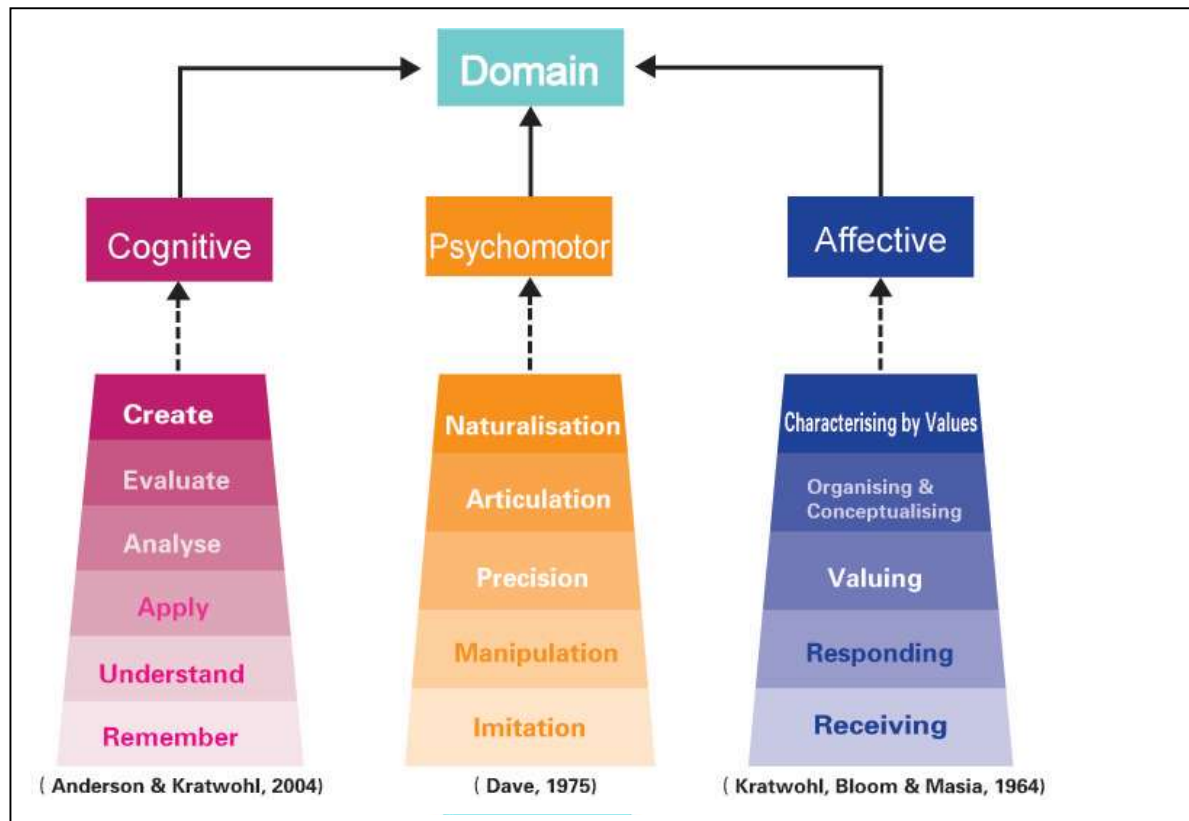 Domain
Cognitive
Psychomotor
Affective
Create
Evaluate
Analyse
Apply
Understand
Remember
( Anderson & Kratwohl, 2004)
Naturalisation
Articulation
Precision
Manipulation
Imitation
( Dave, 1975)
Characterising by Values
Organising &
Conceptualising
Valuing
Responding
Receiving
( Kratwohl, Bloom & Masia, 1964)